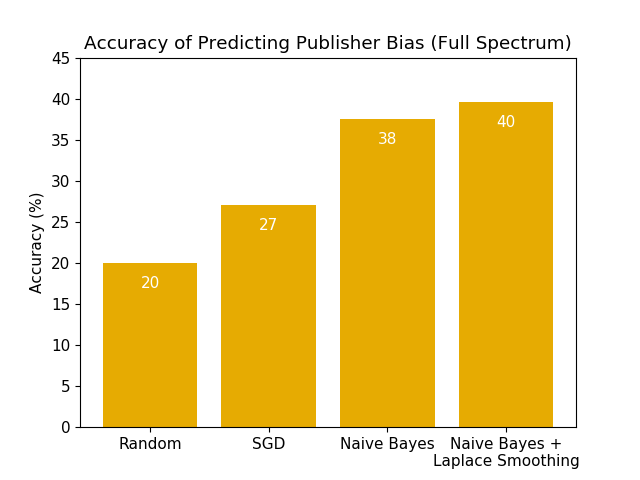 Accuracy of Predicting Publisher Bias (Full Spectrum)
45
40
35
30
25
20
15
10
5
0
Accuracy (%)
20
27
38
40
Random
SGD
Naive Bayes
Naive Bayes +
Laplace Smoothing